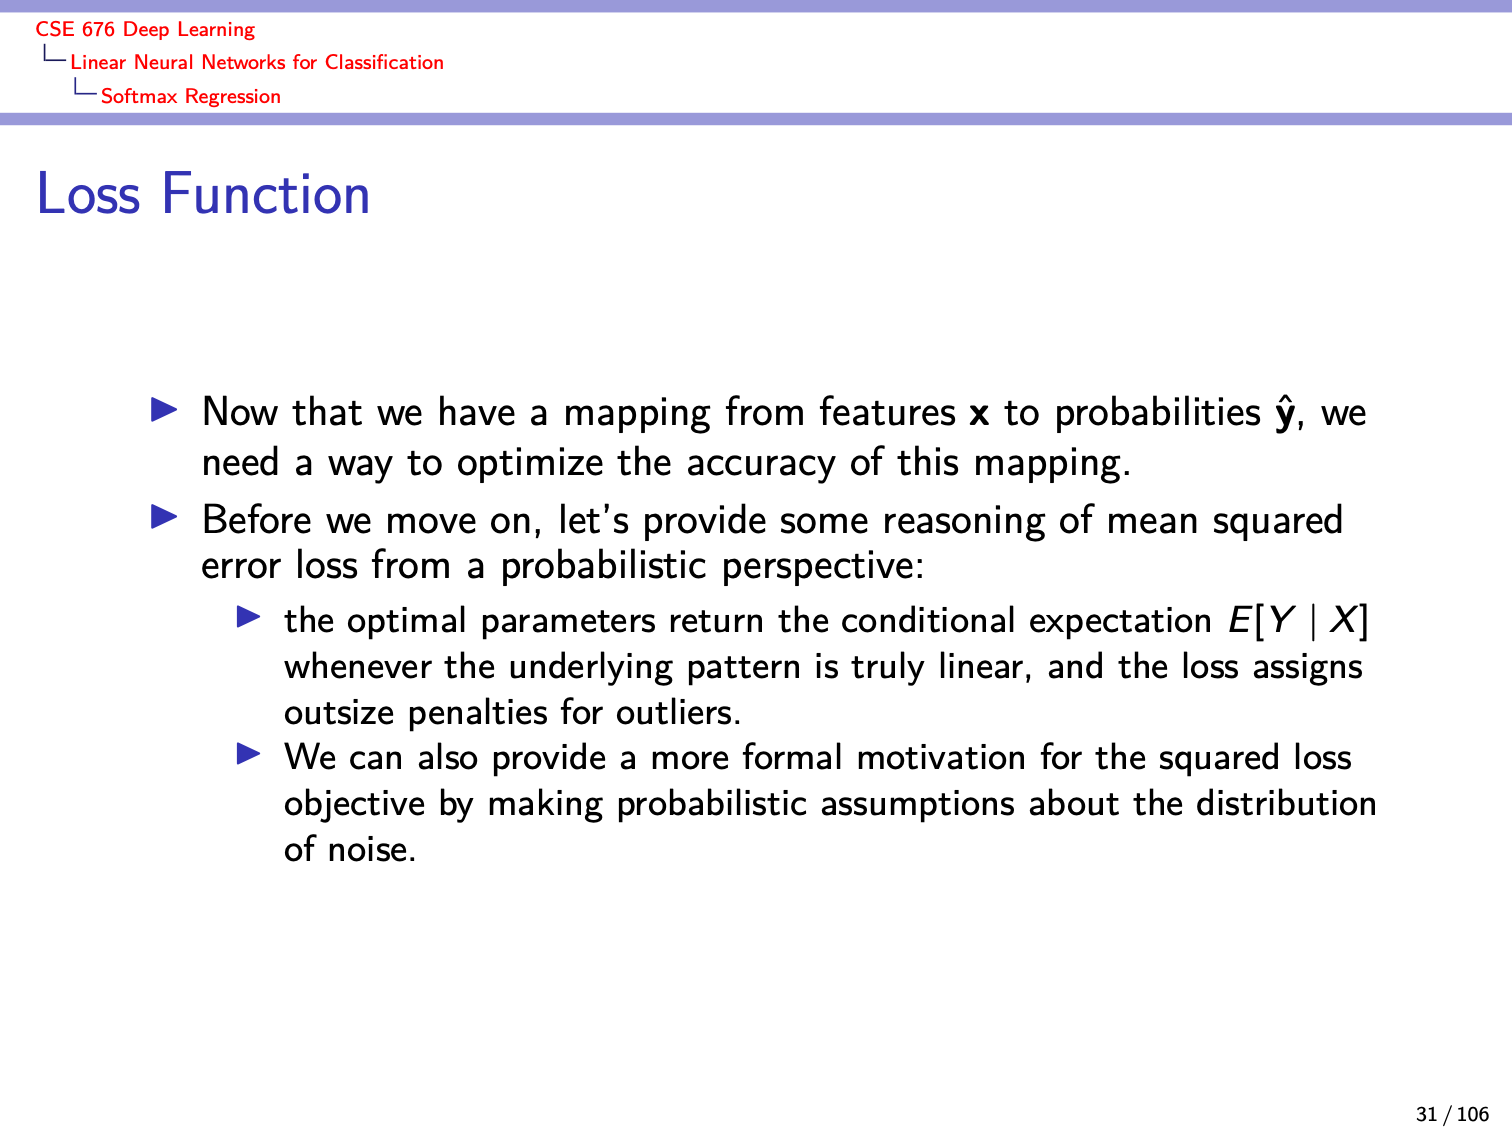 CSE 676 Deep Learning
Linear Neural Networks for Classification
Softmax Regression
Loss Function
Now that we have a mapping from features x to probabilities ŷ, we
need a way to optimize the accuracy of this mapping.
Before we move on, let's provide some reasoning of mean squared
error loss from a probabilistic perspective:
the optimal parameters return the conditional expectation E[Y | X]
whenever the underlying pattern is truly linear, and the loss assigns
outsize penalties for outliers.
We can also provide a more formal motivation for the squared loss
objective by making probabilistic assumptions about the distribution
of noise.
31 / 106